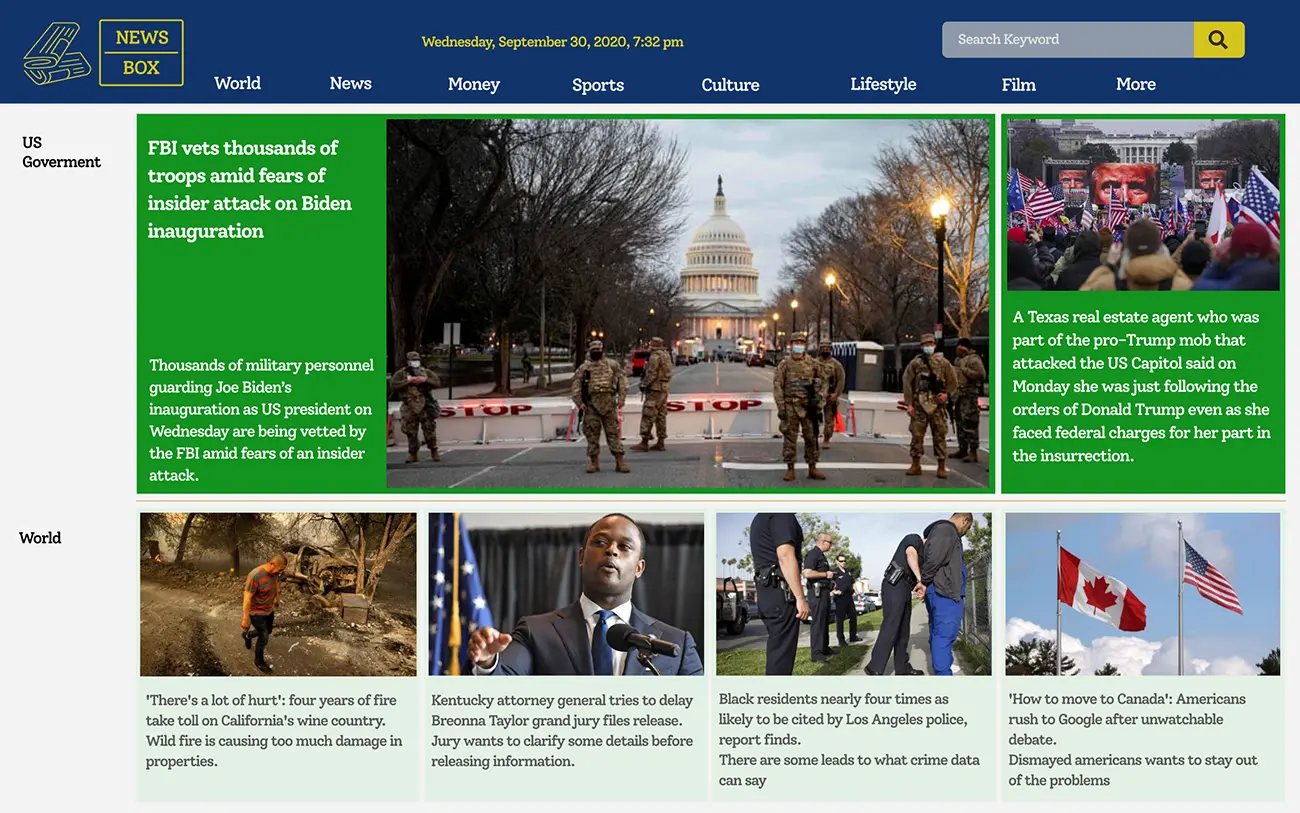 NEWS
BOX
Wednesday, September 30, 2020, 7:32 pm
Search Keyword
World
News
Money
Sports
Culture
Lifestyle
Film
More
US
Goverment
FBI vets thousands of
troops amid fears of
insider attack on Biden
inauguration
Thousands of military personnel
guarding Joe Biden's
inauguration as US president on
Wednesday are being vetted by
the FBI amid fears of an insider
attack.
STOP
STOP
A Texas real estate agent who was
part of the pro-Trump mob that
attacked the US Capitol said on
Monday she was just following the
orders of Donald Trump even as she
faced federal charges for her part in
the insurrection.
World
'There's a lot of hurt': four years of fire
take toll on California's wine country.
Wild fire is causing too much damage in
properties.
Kentucky attorney general tries to delay
Breonna Taylor grand jury files release.
Jury wants to clarify some details before
releasing information.
Black residents nearly four times as
likely to be cited by Los Angeles police,
report finds.
There are some leads to what crime data
can say
'How to move to Canada': Americans
rush to Google after unwatchable
debate.
Dismayed americans wants to stay out
of the problems